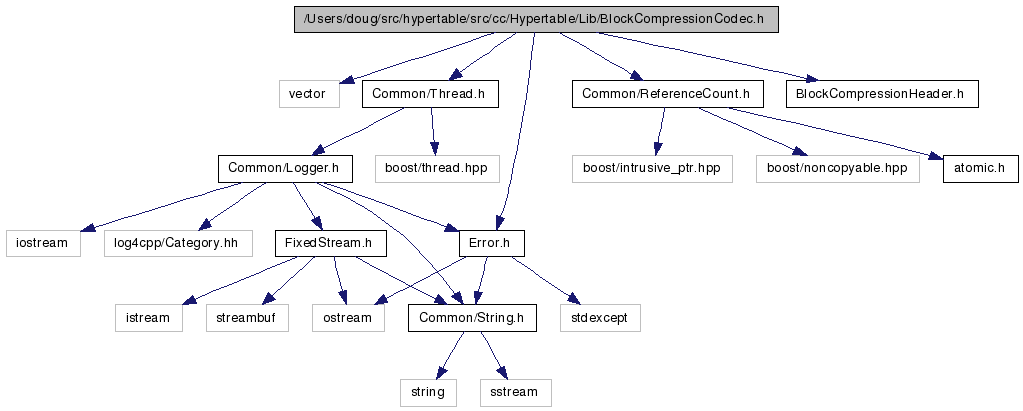 /Users/doug/src/hypertable/src/cc/Hypertable/Lib/BlockCompressionCodec.h
vector
Common/Thread.h
Common/ReferenceCount.h
BlockCompressionHeader.h
Common/Logger.h
boost/thread.hpp
boost/intrusive_ptr.hpp
boost/noncopyable.hpp
atomic.h
iostream
log4cpp/Category.hh
FixedStream.h
Error.h
istream
streambuf
ostream
Common/String.h
stdexcept
string
sstream